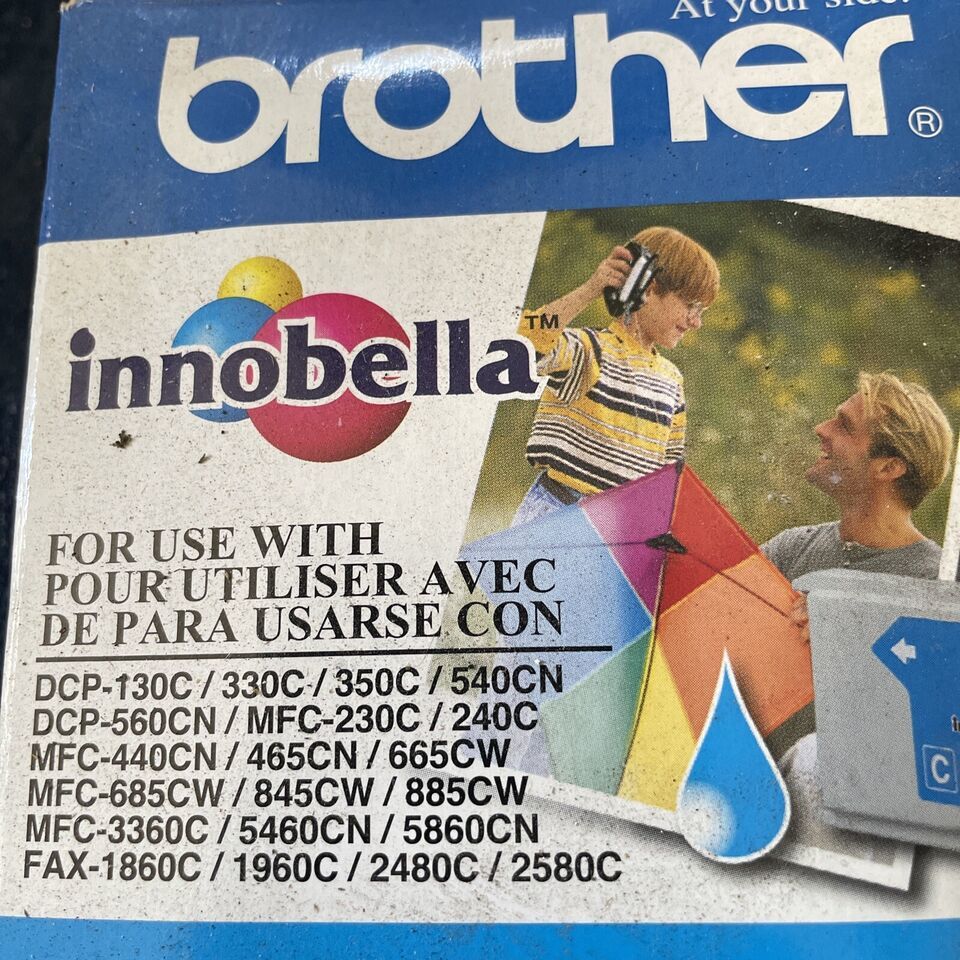 At your side.
brother®
innobella™
FOR USE WITH
POUR UTILISER AVEC
DE PARA USARSE CON
DCP-130C / 330C / 350C / 540CN
DCP-560CN / MFC-230C / 240C
MFC-440CN / 465CN / 665CW
MFC-685CW / 845CW / 885CW
MFC-3360C / 5460CN / 5860CN
FAX-1860C / 1960C / 2480C / 2580C
C